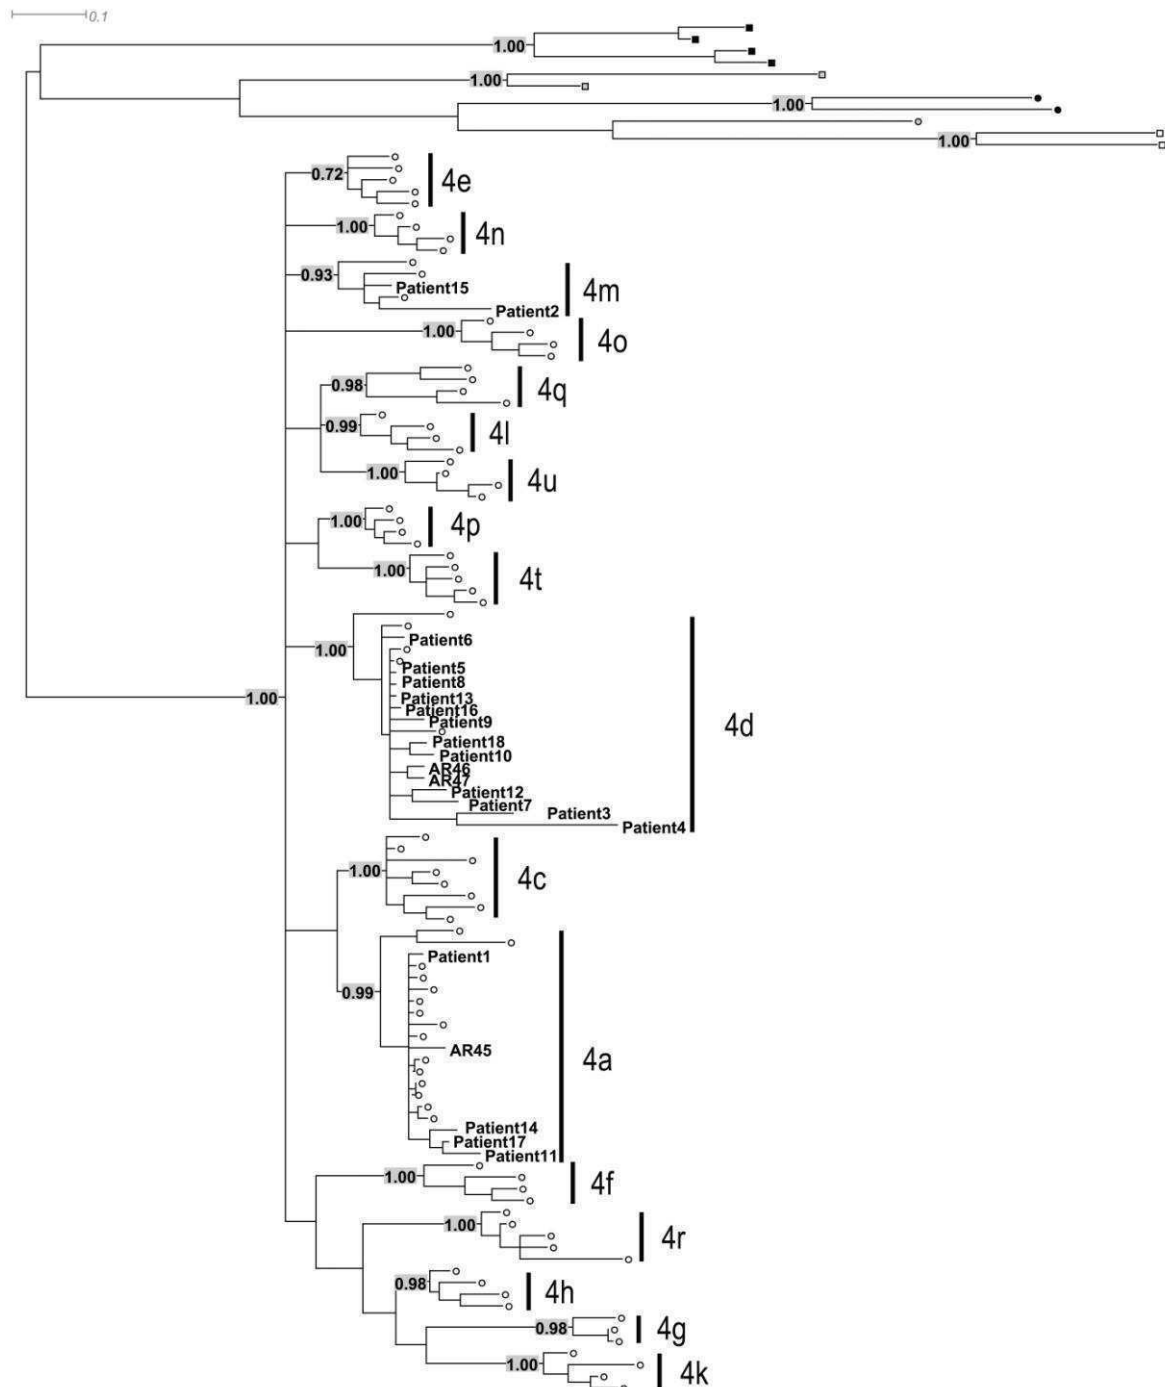 0.1
1.00
1.00
1.00
1.00
0.72 4e
1.00 4n
0.93
Patient15
4m
Patient2
1.00 4o
0.98 4q
0.99 4l
1.00 4u
1.00 4p
1.00 4t
Patient6
1.00
Patient5
Patient8
1.00
Patient13
Patient16
Patient9
4d
Patient18
Patient10
AR46
AR47
Patient12
Patient7
Patient3
Patient4
1.00 4c
Patient1
0.99
AR45
4a
Patient14
Patient17
Patient11
1.00 4f
1.00 4r
0.98 4h
0.98 4g
1.00 4k